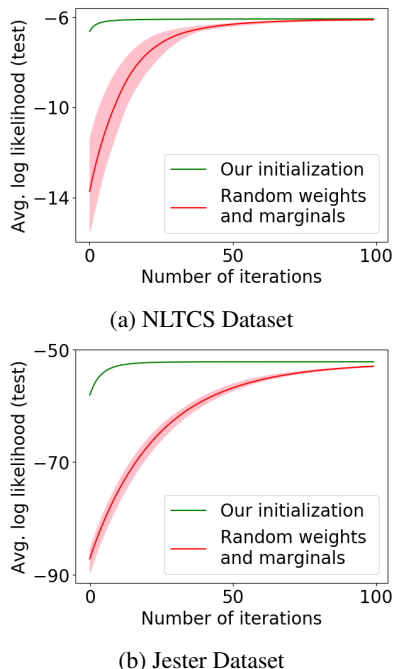 Avg. log likelihood (test)
−6
−10
−14
Our initialization
Random weights
and marginals
0
50
100
Number of iterations
(a) NLTCS Dataset
Avg. log likelihood (test)
−50
−70
−90
Our initialization
Random weights
and marginals
0
50
100
Number of iterations
(b) Jester Dataset